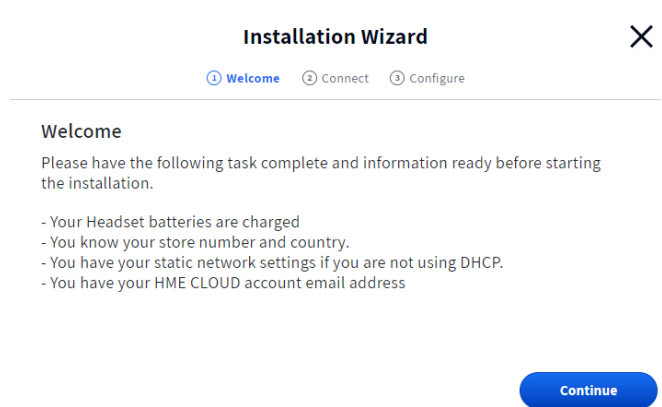 Installation Wizard
1 Welcome 2 Connect 3 Configure
Welcome
Please have the following task complete and information ready before starting
the installation.
- Your Headset batteries are charged
- You know your store number and country.
- You have your static network settings if you are not using DHCP.
- You have your HME CLOUD account email address
Continue